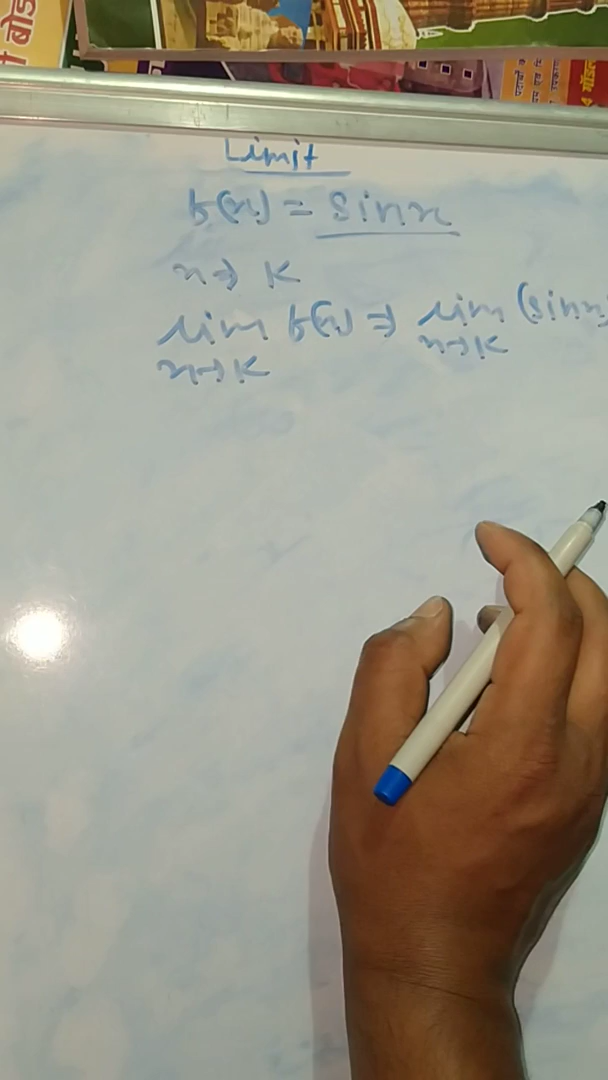 बोर्ड
Limit
f(x) = sinx
x → K
lim f(x) ⇒ lim (sinx
x→K x→K